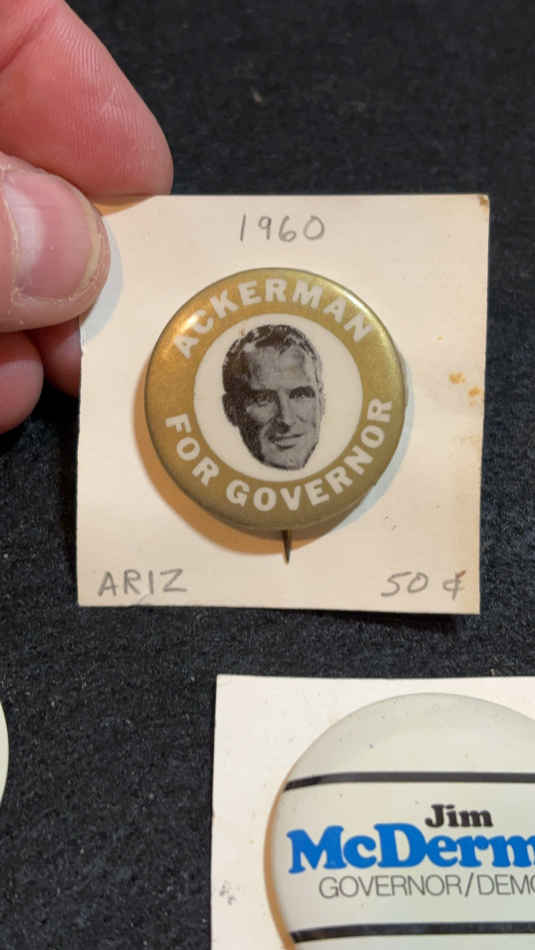 1960
ACKERMAN
FOR GOVERNOR
ARIZ
50 ¢
Jim
McDerm
GOVERNOR/DEMO